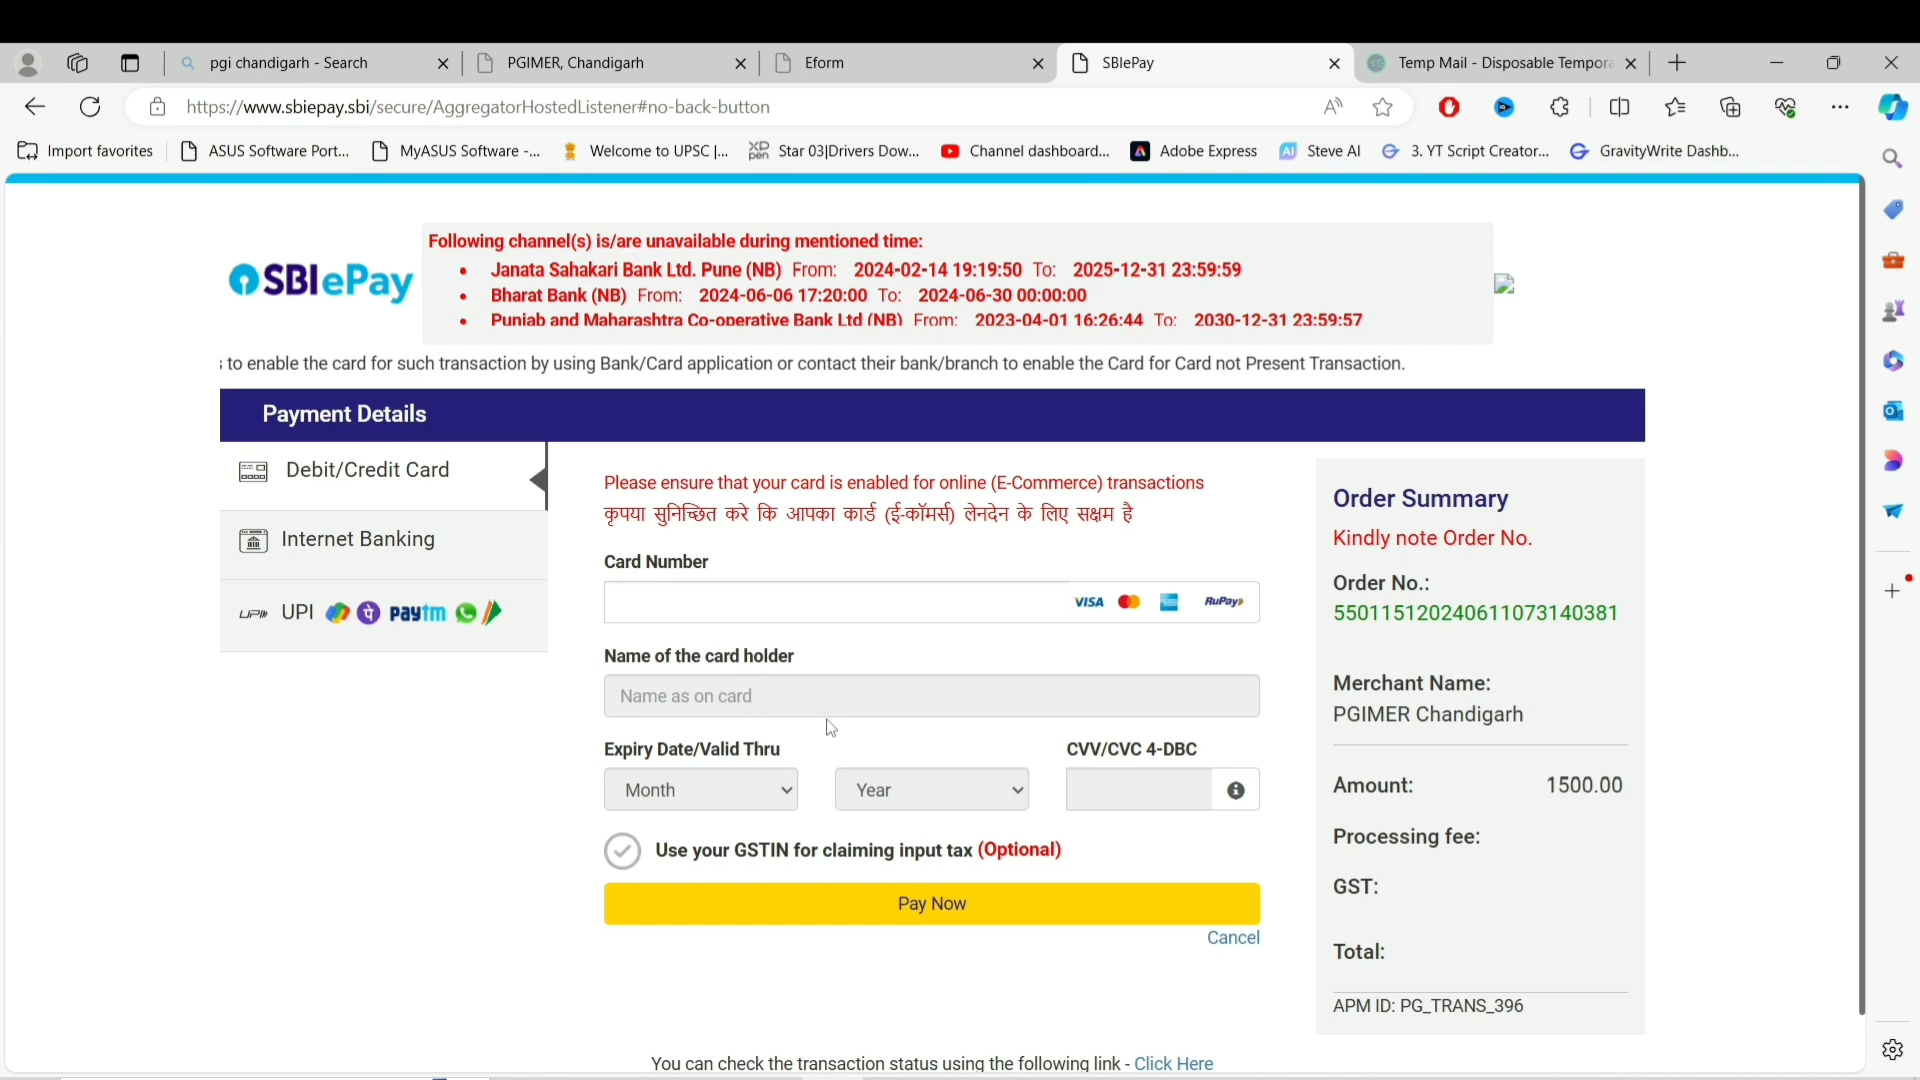 pgi chandigarh - Search
PGIMER, Chandigarh
Eform
SBIePay
Temp Mail - Disposable Tempora
https://www.sbiepay.sbi/secure/AggregatorHostedListener#no-back-button
Import favorites
ASUS Software Port...
MyASUS Software -...
Welcome to UPSC |...
XP Pen
Star 03|Drivers Dow...
Channel dashboard...
Adobe Express
AI
Steve AI
3. YT Script Creator...
GravityWrite Dashb...
SBIePay
Following channel(s) is/are unavailable during mentioned time:
Janata Sahakari Bank Ltd. Pune (NB) From: 2024-02-14 19:19:50 To: 2025-12-31 23:59:59
Bharat Bank (NB) From: 2024-06-06 17:20:00 To: 2024-06-30 00:00:00
Punjab and Maharashtra Co-operative Bank Ltd (NB) From: 2023-04-01 16:26:44 To: 2030-12-31 23:59:57
to enable the card for such transaction by using Bank/Card application or contact their bank/branch to enable the Card for Card not Present Transaction.
Payment Details
Debit/Credit Card
Internet Banking
UPI UPI पे paytm
Please ensure that your card is enabled for online (E-Commerce) transactions
कृपया सुनिच्छित करे कि आपका कार्ड (ई-कॉमर्स) लेनदेन के लिए सक्षम है
Card Number
VISA RuPay
Name of the card holder
Name as on card
Expiry Date/Valid Thru
CVV/CVC 4-DBC
Month
Year
Use your GSTIN for claiming input tax (Optional)
Pay Now
Cancel
Order Summary
Kindly note Order No.
Order No.:
550115120240611073140381
Merchant Name:
PGIMER Chandigarh
Amount: 1500.00
Processing fee:
GST:
Total:
APM ID: PG_TRANS_396
You can check the transaction status using the following link - Click Here